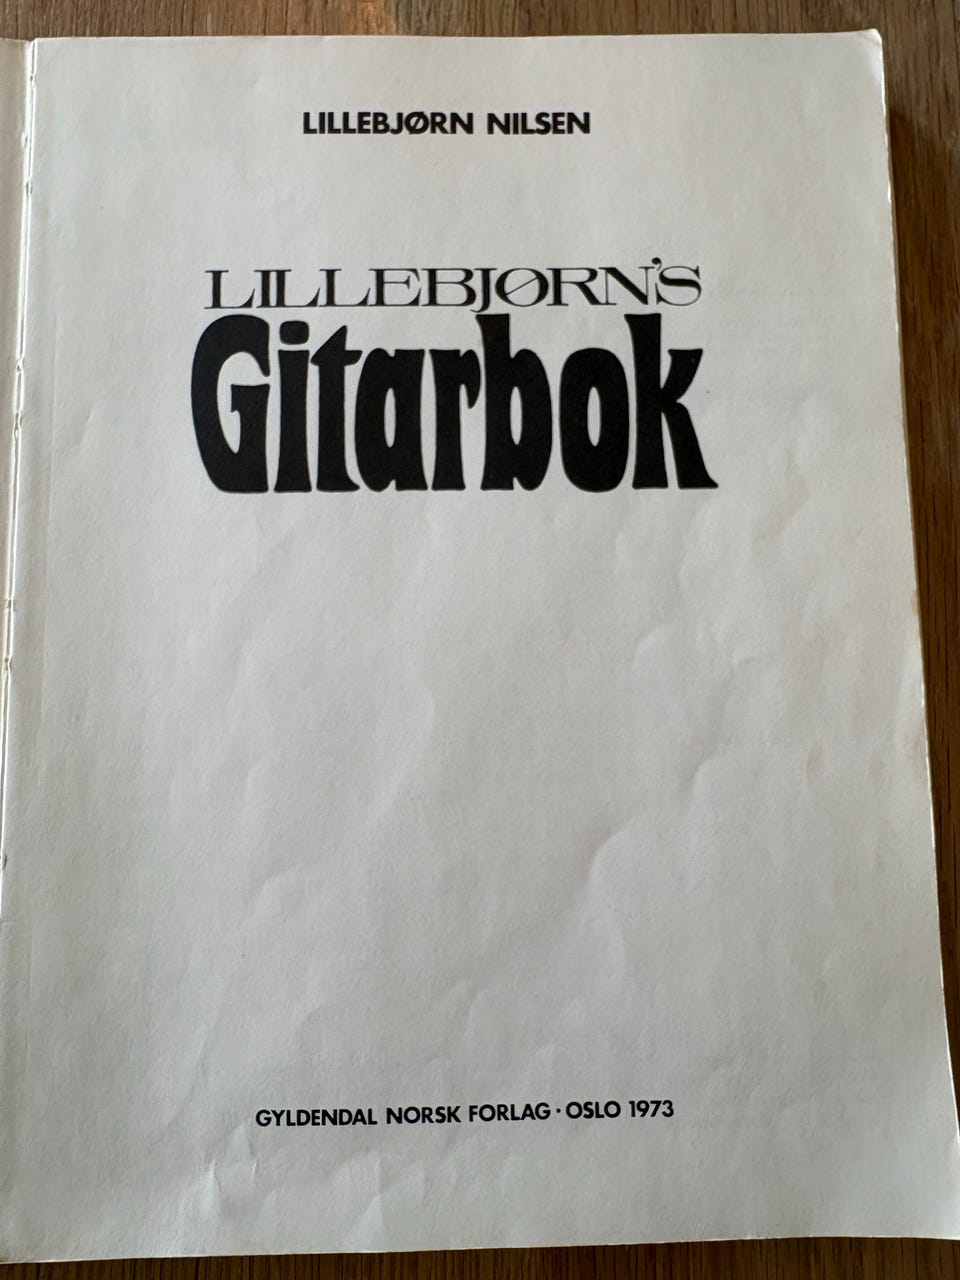 LILLEBJØRN NILSEN
LILLEBJØRN'S
Gitarbok
GYLDENDAL NORSK FORLAG · OSLO 1973